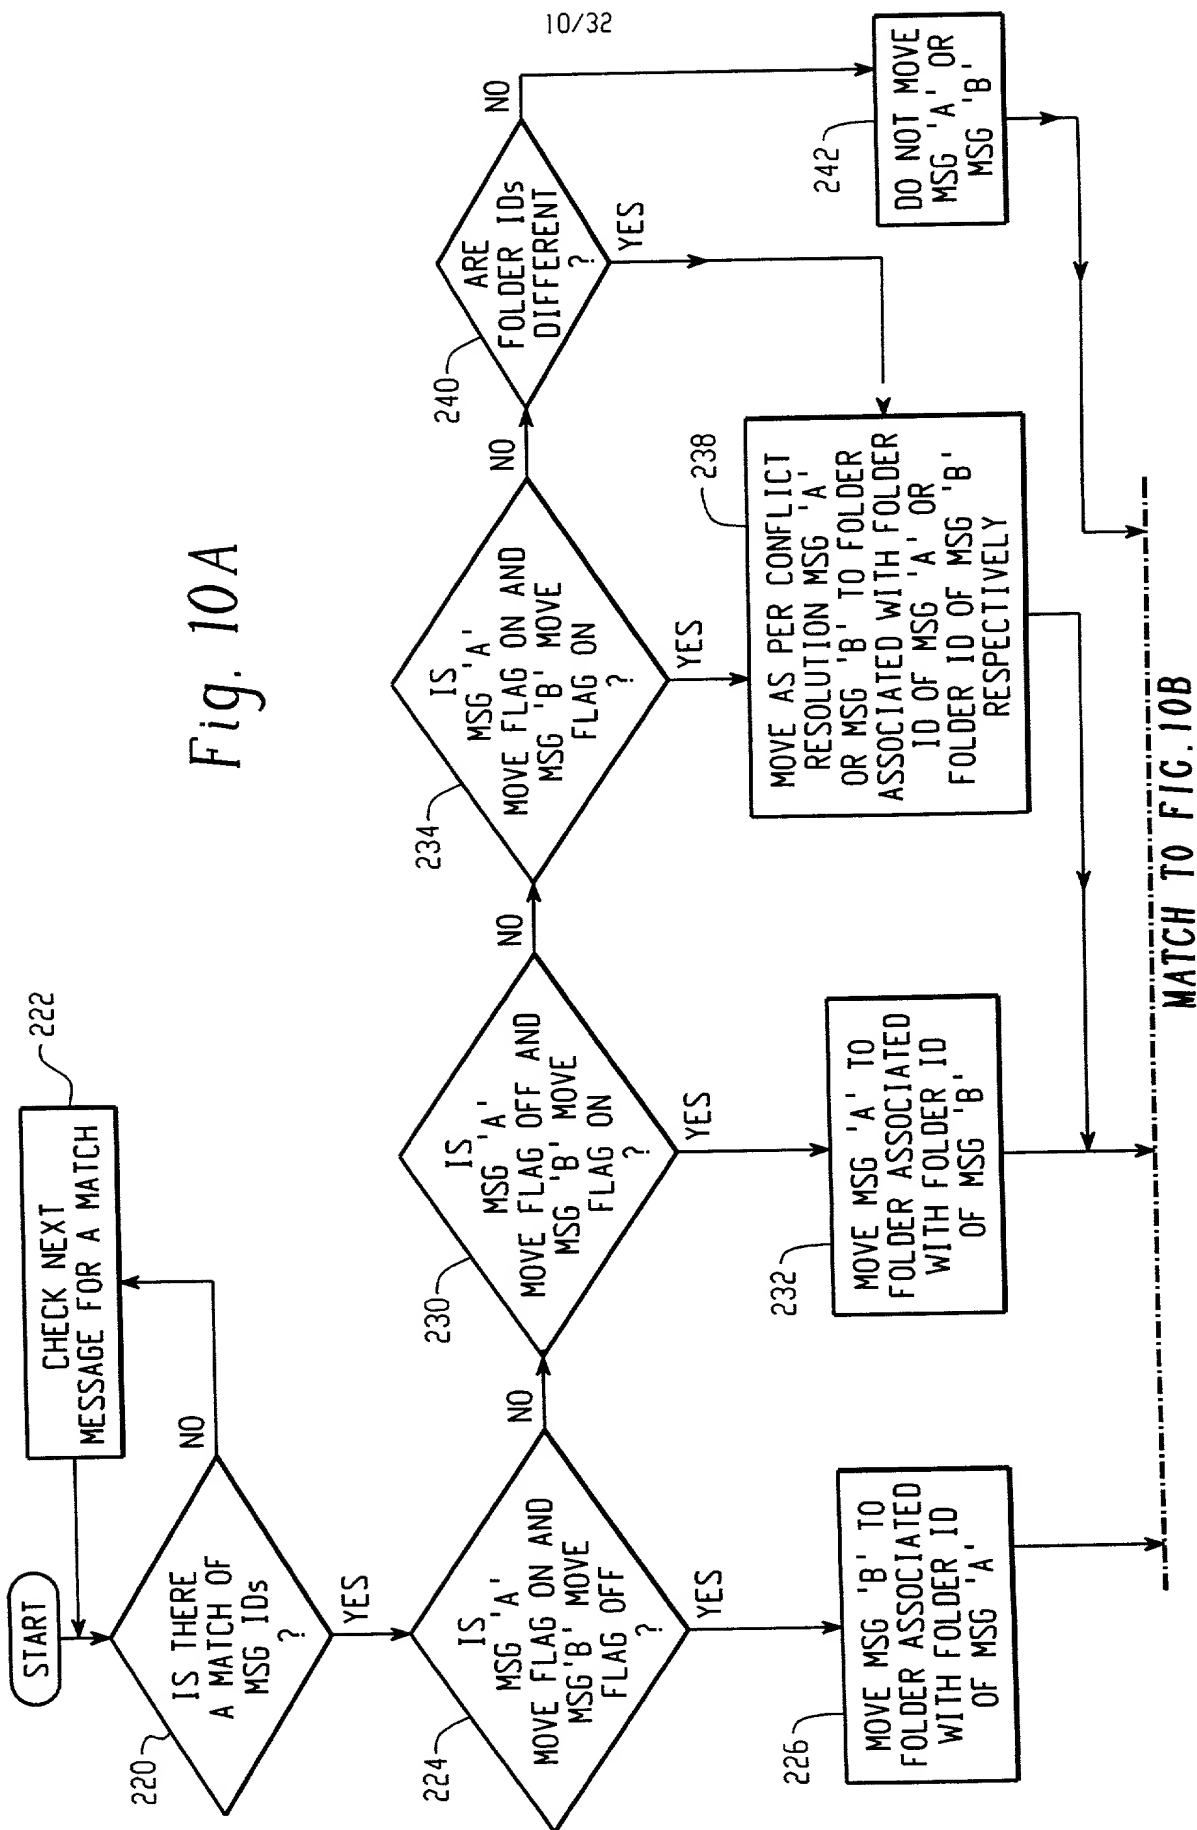 10/32
Fig. 10A
START
CHECK NEXT
MESSAGE FOR A MATCH
222
IS THERE
A MATCH OF
MSG IDs
?
220
NO
YES
IS
MSG 'A'
MOVE FLAG ON AND
MSG'B' MOVE
FLAG OFF
?
224
NO
YES
MOVE MSG 'B' TO
FOLDER ASSOCIATED
WITH FOLDER ID
OF MSG 'A'
226
IS
MSG 'A'
MOVE FLAG OFF AND
MSG 'B' MOVE
FLAG ON
?
230
NO
YES
MOVE MSG 'A' TO
FOLDER ASSOCIATED
WITH FOLDER ID
OF MSG 'B'
232
IS
MSG 'A'
MOVE FLAG ON AND
MSG 'B' MOVE
FLAG ON
?
234
NO
YES
MOVE AS PER CONFLICT
RESOLUTION MSG 'A'
OR MSG 'B' TO FOLDER
ASSOCIATED WITH FOLDER
ID OF MSG 'A' OR
FOLDER ID OF MSG 'B'
RESPECTIVELY
238
ARE
FOLDER IDs
DIFFERENT
?
240
NO
YES
DO NOT MOVE
MSG 'A' OR
MSG 'B'
242
MATCH TO FIG. 10B